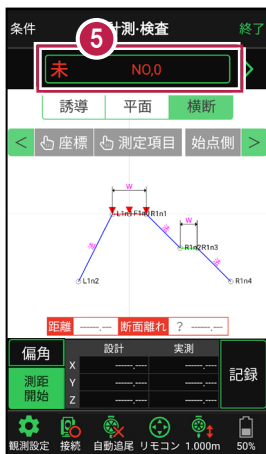 条件 計測・検査 終了
5
未 NO,0
誘導 平面 横断
< 座標 測定項目 始点側 >
W
L1n1 F1n1 R1n1
W
R1n2 R1n3
L1n2
R1n4
距離 ------.--- 断面離れ ? ------.---
偏角 設計 実測
X ------.--- ------.---
測距開始 Y ------.--- ------.--- 記録
Z ------.--- ------.---
観測設定 接続 自動追尾 リモコン 1.000m 50%